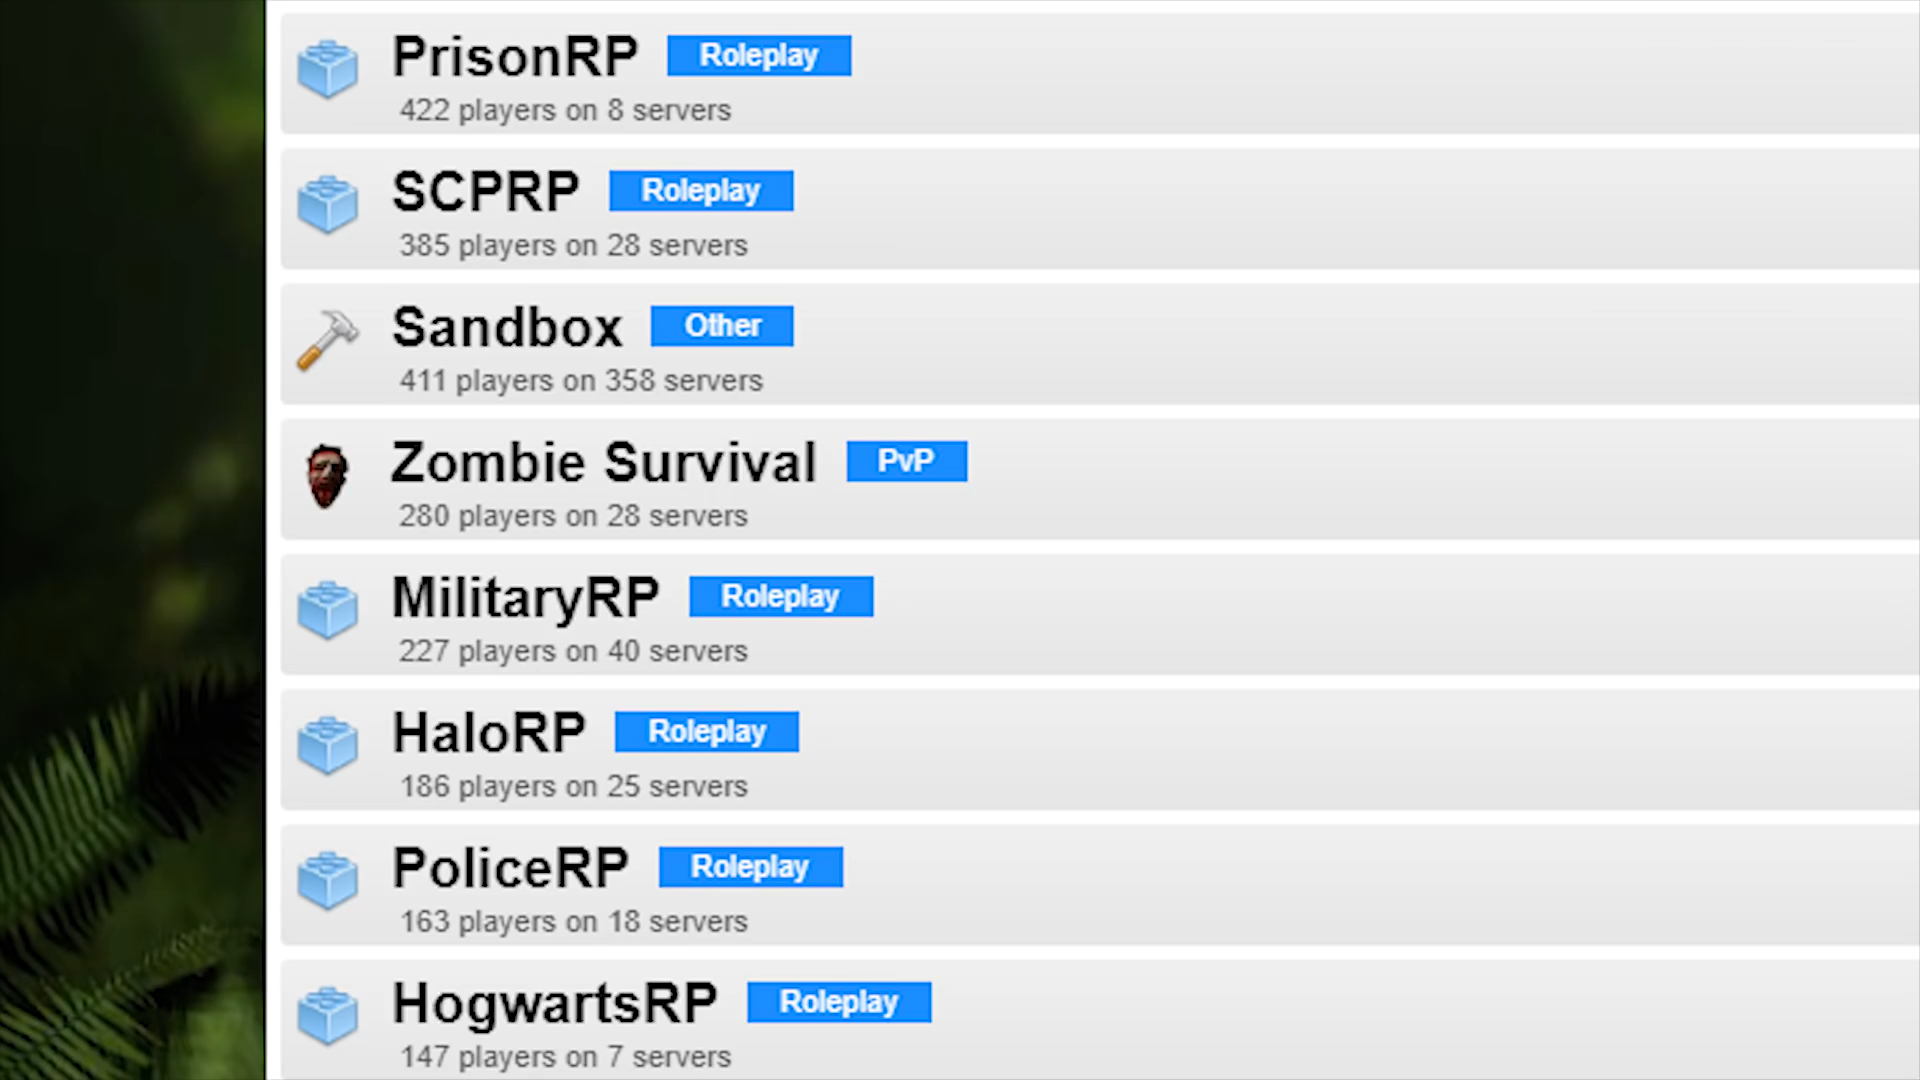 PrisonRP Roleplay
422 players on 8 servers
SCPRP Roleplay
385 players on 28 servers
Sandbox Other
411 players on 358 servers
Zombie Survival PvP
280 players on 28 servers
MilitaryRP Roleplay
227 players on 40 servers
HaloRP Roleplay
186 players on 25 servers
PoliceRP Roleplay
163 players on 18 servers
HogwartsRP Roleplay
147 players on 7 servers